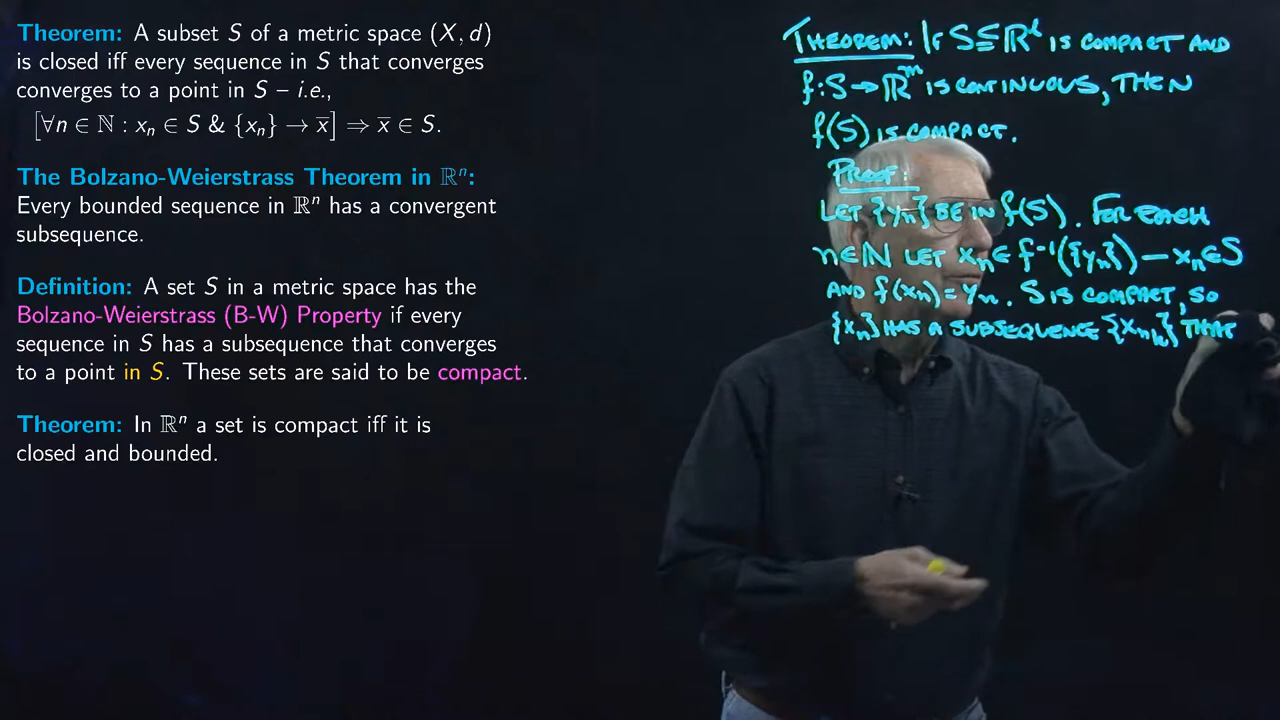 Theorem: A subset S of a metric space (X, d)
is closed iff every sequence in S that converges
converges to a point in S – i.e.,
[∀n ∈ ℕ : xₙ ∈ S & {xₙ} → x̄] ⇒ x̄ ∈ S.
The Bolzano-Weierstrass Theorem in ℝⁿ:
Every bounded sequence in ℝⁿ has a convergent
subsequence.
Definition: A set S in a metric space has the
Bolzano-Weierstrass (B-W) Property if every
sequence in S has a subsequence that converges
to a point in S. These sets are said to be compact.
Theorem: In ℝⁿ a set is compact iff it is
closed and bounded.
THEOREM: IF S ⊆ ℝˡ IS COMPACT AND
f: S → ℝᵐ IS CONTINUOUS, THEN
f(S) IS COMPACT.
PROOF:
LET {yₙ} BE IN f(S). FOR EACH
n ∈ ℕ LET xₙ ∈ f⁻¹({yₙ}) — xₙ ∈ S
AND f(xₙ) = yₙ. S IS COMPACT, SO
{xₙ} HAS A SUBSEQUENCE {xₙₖ} THAT